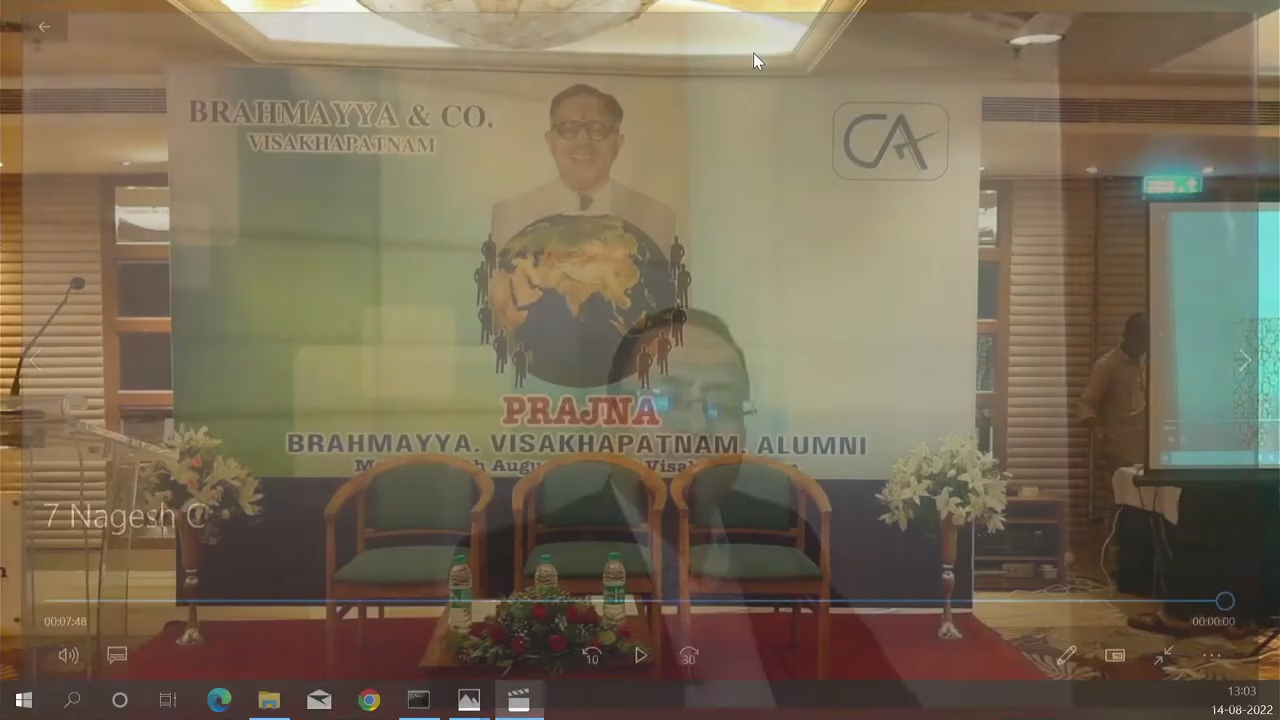 BRAHMAYYA & CO.
VISAKHAPATNAM
CA
PRAJNA
BRAHMAYYA. VISAKHAPATNAM. ALUMNI
7 Nagesh C
00:07:48
00:00:00
10
30
13:03
14-08-2022